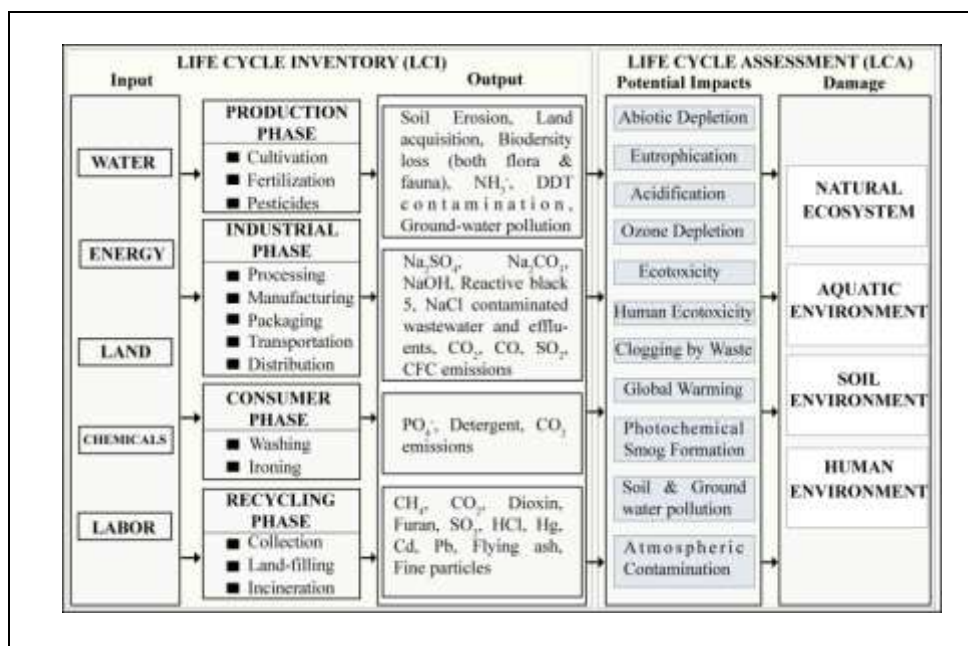 LIFE CYCLE INVENTORY (LCI)
Input
Output
WATER
ENERGY
LAND
CHEMICALS
LABOR
PRODUCTION
PHASE
■ Cultivation
■ Fertilization
■ Pesticides
INDUSTRIAL
PHASE
■ Processing
■ Manufacturing
■ Packaging
■ Transportation
■ Distribution
CONSUMER
PHASE
■ Washing
■ Ironing
RECYCLING
PHASE
■ Collection
■ Land-filling
■ Incineration
Soil Erosion, Land
acquisition, Biodersity
loss (both flora &
fauna), NH₃⁻, DDT
contamination,
Ground-water pollution
Na₂SO₄, Na₂CO₃,
NaOH, Reactive black
5, NaCl contaminated
wastewater and efflu-
ents, CO₂, CO, SO₂,
CFC emissions
PO₄⁻, Detergent, CO₂
emissions
CH₄, CO₂, Dioxin,
Furan, SO₂, HCl, Hg,
Cd, Pb, Flying ash,
Fine particles
LIFE CYCLE ASSESSMENT (LCA)
Potential Impacts
Damage
Abiotic Depletion
Eutrophication
Acidification
Ozone Depletion
Ecotoxicity
Human Ecotoxicity
Clogging by Waste
Global Warming
Photochemical
Smog Formation
Soil & Ground
water pollution
Atmospheric
Contamination
NATURAL
ECOSYSTEM
AQUATIC
ENVIRONMENT
SOIL
ENVIRONMENT
HUMAN
ENVIRONMENT